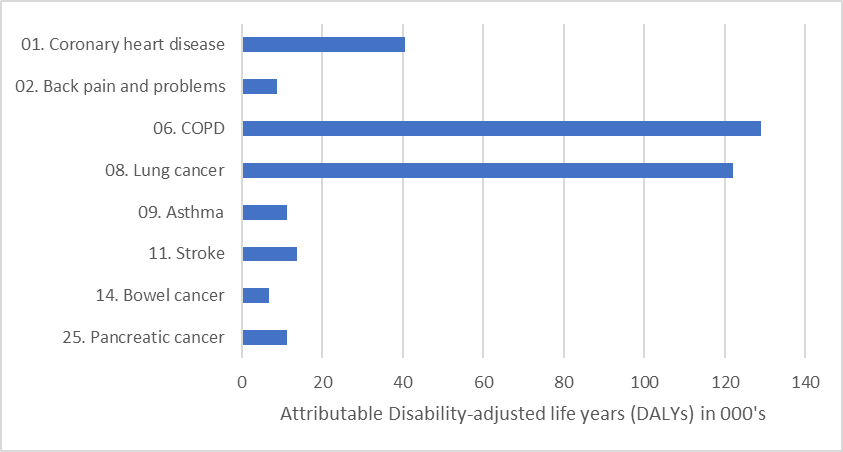 01. Coronary heart disease
02. Back pain and problems
06. COPD
08. Lung cancer
09. Asthma
11. Stroke
14. Bowel cancer
25. Pancreatic cancer
0 20 40 60 80 100 120 140
Attributable Disability-adjusted life years (DALYs) in 000's